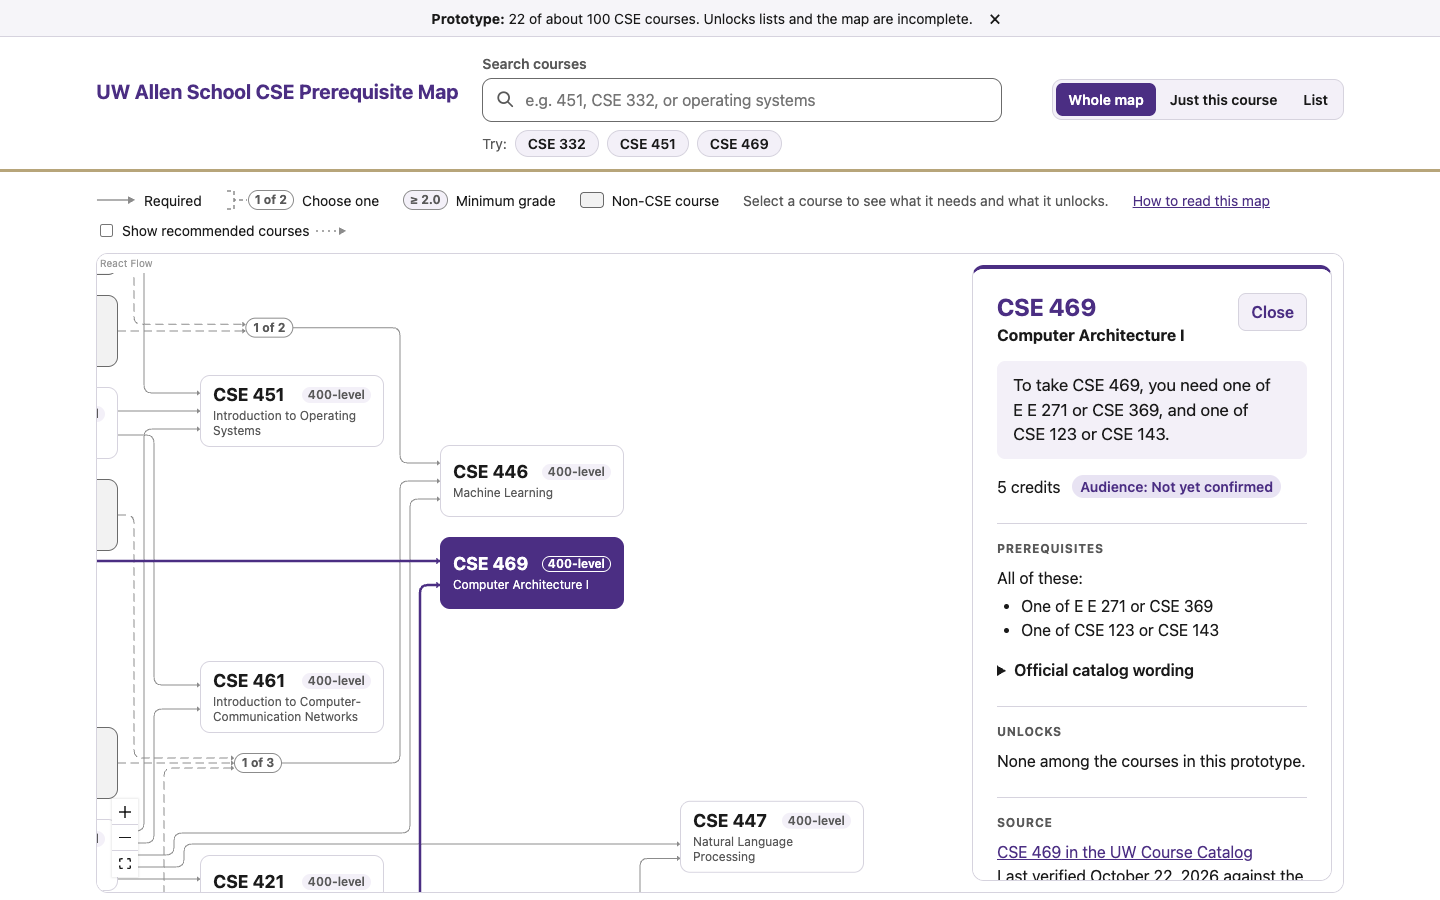 Prototype: 22 of about 100 CSE courses. Unlocks lists and the map are incomplete. ×
UW Allen School CSE Prerequisite Map
Search courses
e.g. 451, CSE 332, or operating systems
Try: CSE 332 CSE 451 CSE 469
Whole map Just this course List
Required 1 of 2 Choose one ≥ 2.0 Minimum grade Non-CSE course Select a course to see what it needs and what it unlocks. How to read this map
Show recommended courses
React Flow
1 of 2
CSE 451 400-level
Introduction to Operating
Systems
CSE 446 400-level
Machine Learning
CSE 469 400-level
Computer Architecture I
CSE 461 400-level
Introduction to Computer-
Communication Networks
1 of 3
CSE 447 400-level
Natural Language
Processing
CSE 421 400-level
CSE 469
Close
Computer Architecture I
To take CSE 469, you need one of
E E 271 or CSE 369, and one of
CSE 123 or CSE 143.
5 credits Audience: Not yet confirmed
PREREQUISITES
All of these:
• One of E E 271 or CSE 369
• One of CSE 123 or CSE 143
Official catalog wording
UNLOCKS
None among the courses in this prototype.
SOURCE
CSE 469 in the UW Course Catalog
Last verified October 22, 2026 against the